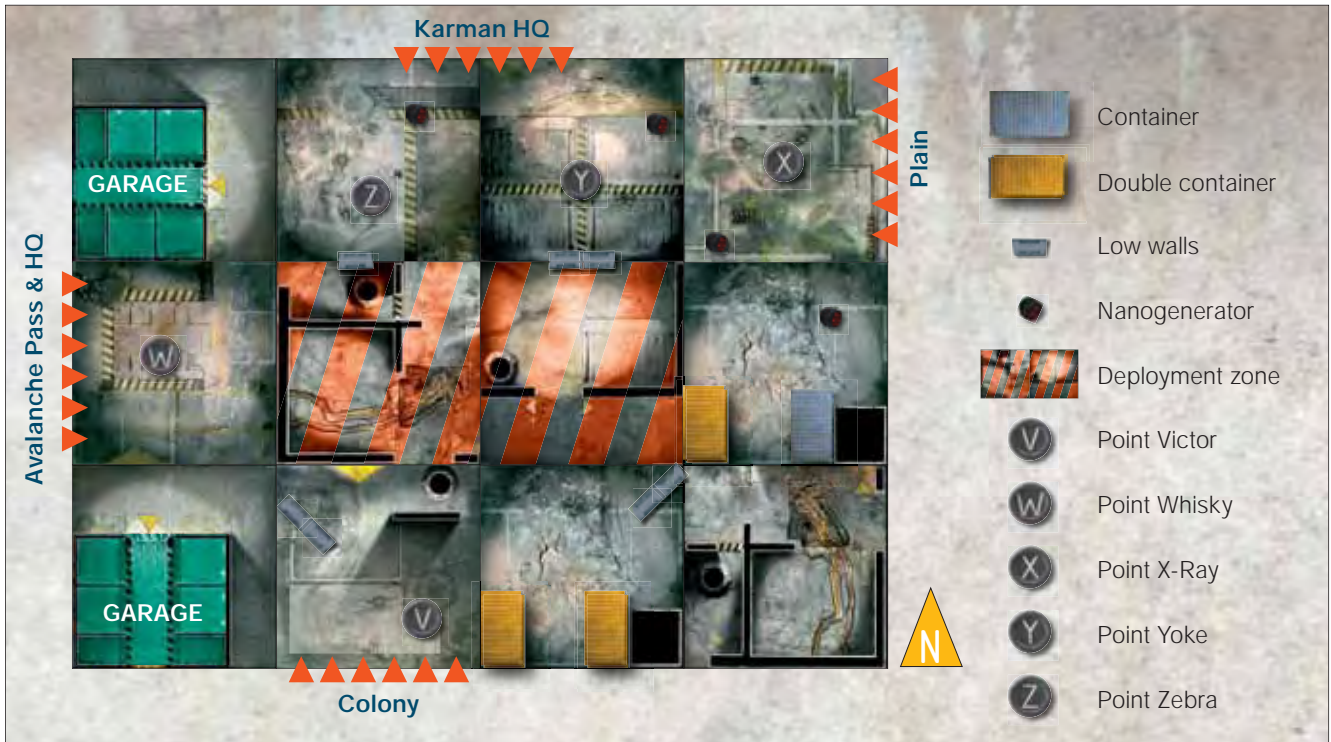 Karman HQ
Plain
Avalanche Pass & HQ
GARAGE
Z
Y
X
W
GARAGE
V
Colony
N
Container
Double container
Low walls
Nanogenerator
Deployment zone
V Point Victor
W Point Whisky
X Point X-Ray
Y Point Yoke
Z Point Zebra